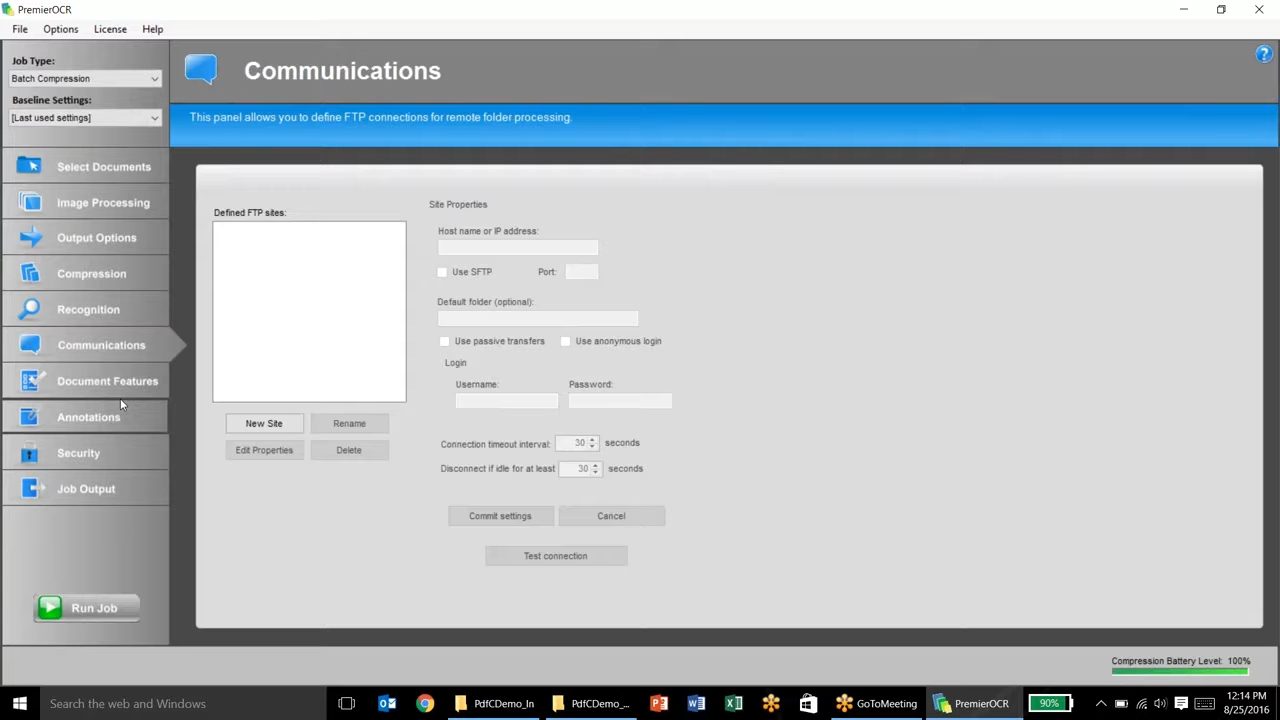 PremierOCR
File Options License Help
Job Type:
Batch Compression
Baseline Settings:
[Last used settings]
Select Documents
Image Processing
Output Options
Compression
Recognition
Communications
Document Features
Annotations
Security
Job Output
Run Job
Communications
?
This panel allows you to define FTP connections for remote folder processing.
Defined FTP sites:
New Site
Rename
Edit Properties
Delete
Site Properties
Host name or IP address:
Use SFTP
Port:
Default folder (optional):
Use passive transfers
Use anonymous login
Login
Username:
Password:
Connection timeout interval: 30 seconds
Disconnect if idle for at least 30 seconds
Commit settings
Cancel
Test connection
Compression Battery Level: 100%
Search the web and Windows
PdfCDemo_In
PdfCDemo_...
GoToMeeting
PremierOCR
90%
12:14 PM
8/25/2016